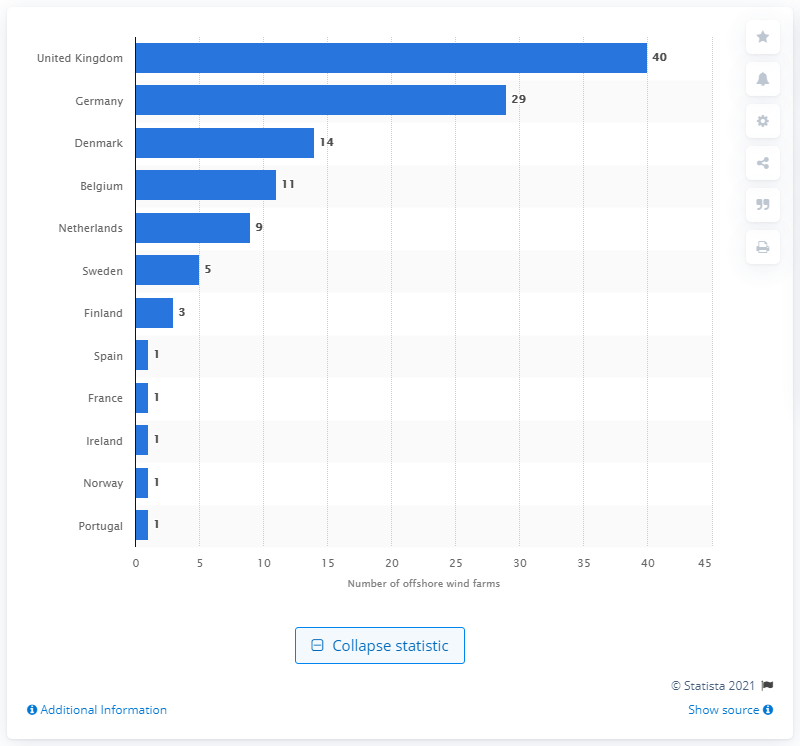 United Kingdom 40
Germany 29
Denmark 14
Belgium 11
Netherlands 9
Sweden 5
Finland 3
Spain 1
France 1
Ireland 1
Norway 1
Portugal 1
0 5 10 15 20 25 30 35 40 45
Number of offshore wind farms
Collapse statistic
© Statista 2021
Additional Information Show source